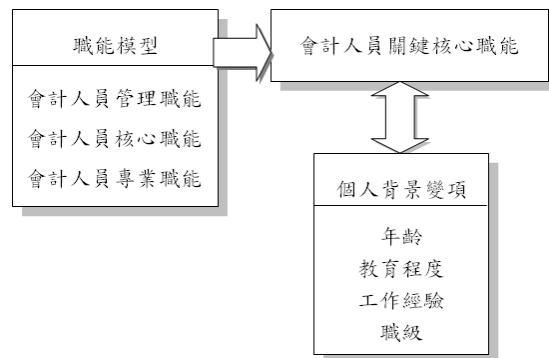 職能模型
會計人員管理職能
會計人員核心職能
會計人員專業職能
會計人員關鍵核心職能
個人背景變項
年齡
教育程度
工作經驗
職級